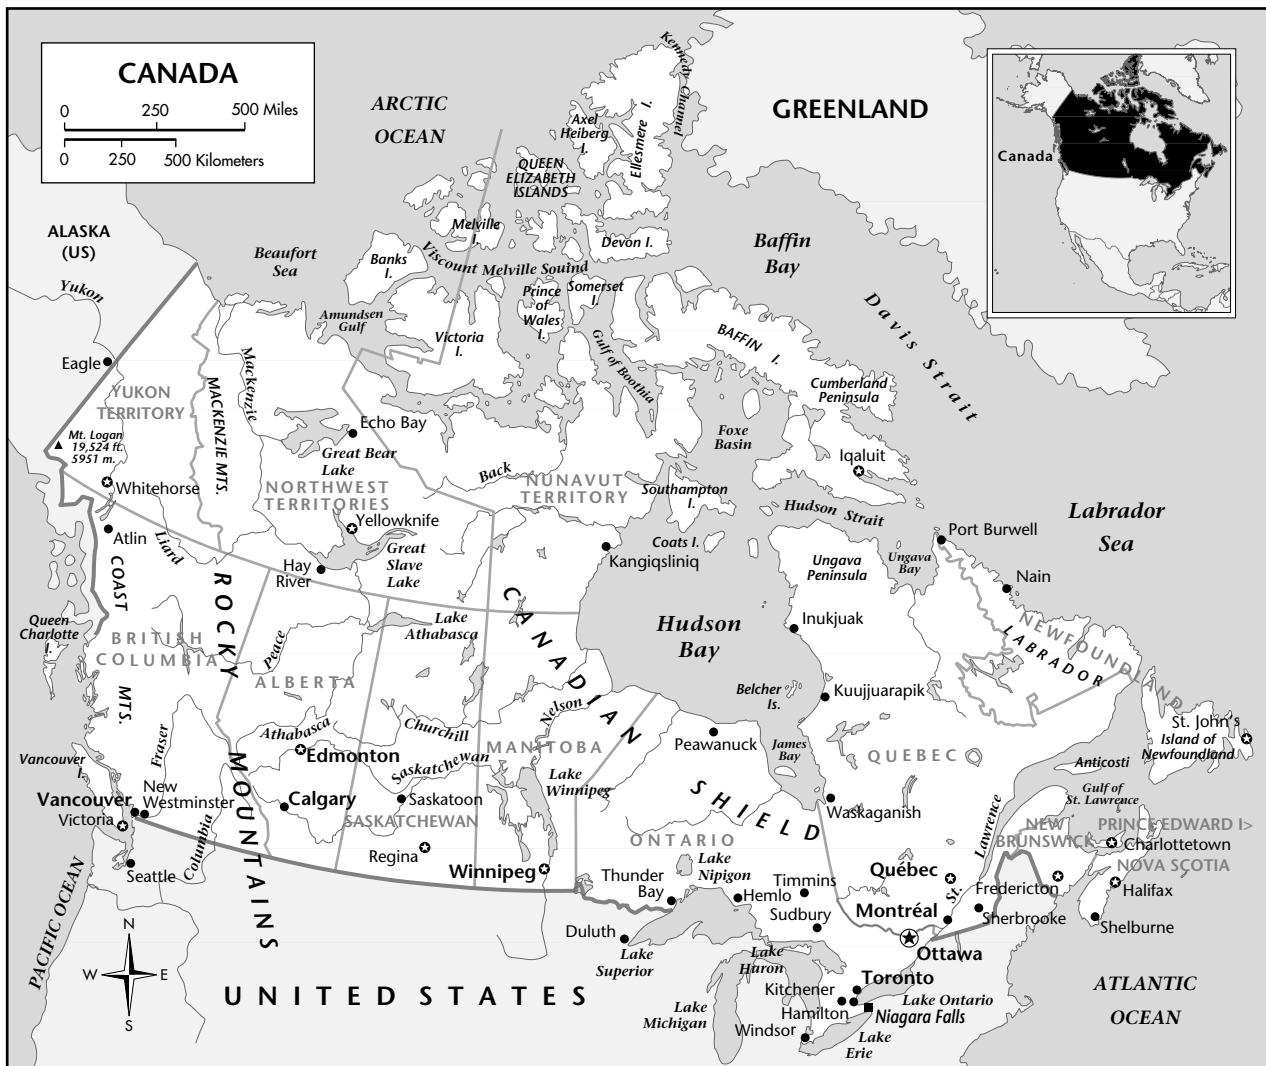 CANADA
0 250 500 Miles
0 250 500 Kilometers
ARCTIC
OCEAN
GREENLAND
Kennedy Channel
Axel
Heiberg
I.
Ellesmere I.
QUEEN
ELIZABETH
ISLANDS
Canada
ALASKA
(US)
Yukon
Beaufort
Sea
Melville
I.
Devon I.
Banks
I.
Viscount Melville Sound
Baffin
Bay
Prince
of
Wales
I.
Somerset
I.
Amundsen
Gulf
Victoria
I.
Gulf of Boothia
BAFFIN I.
Davis Strait
Cumberland
Peninsula
Eagle
YUKON
TERRITORY
MACKENZIE MTS.
Mackenzie
Mt. Logan
19,524 ft.
5951 m.
Echo Bay
Great Bear
Lake
Back
Foxe
Basin
Iqaluit
Whitehorse
NORTHWEST
TERRITORIES
NUNAVUT
TERRITORY
Southampton
I.
Yellowknife
Hudson Strait
Labrador
Sea
Atlin
Liard
Hay
River
Great
Slave
Lake
Coats I.
Kangiqsliniq
Ungava
Peninsula
Ungava
Bay
Port Burwell
Nain
COAST
MTS.
ROCKY
MOUNTAINS
CANADIAN
SHIELD
Queen
Charlotte
I.
BRITISH
COLUMBIA
Peace
Lake
Athabasca
Hudson
Bay
Inukjuak
NEWFOUNDLAND
LABRADOR
ALBERTA
Belcher
Is.
Kuujjuarapik
Athabasca
Churchill
Nelson
Fraser
Edmonton
Saskatchewan
MANITOBA
Peawanuck
James
Bay
QUEBEC
St. John's
Island of
Newfoundland
Vancouver
I.
Anticosti
Lake
Winnipeg
New
Westminster
Vancouver
Victoria
Calgary
Saskatoon
SASKATCHEWAN
Waskaganish
Gulf of
St. Lawrence
St. Lawrence
Columbia
Regina
ONTARIO
NEW
BRUNSWICK
PRINCE EDWARD I>
Charlottetown
NOVA SCOTIA
Seattle
Winnipeg
Thunder
Bay
Lake
Nipigon
Hemlo
Timmins
Sudbury
Québec
Fredericton
Halifax
Montréal
Sherbrooke
Shelburne
PACIFIC OCEAN
Duluth
Lake
Superior
Lake
Huron
Ottawa
Toronto
N
W E
S
UNITED STATES
Lake
Michigan
Kitchener
Hamilton
Lake Ontario
Niagara Falls
Windsor
Lake
Erie
ATLANTIC
OCEAN